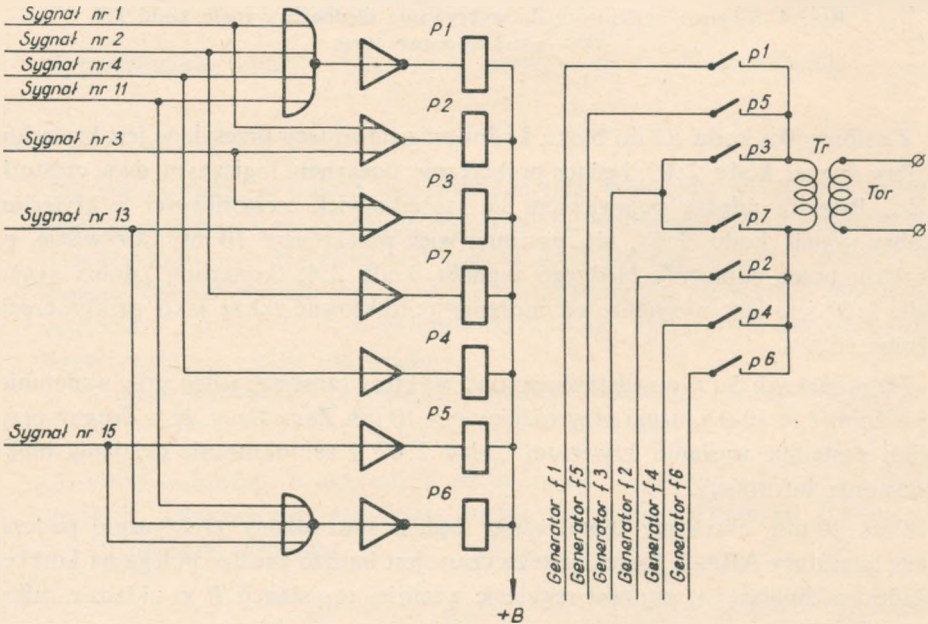 Sygnał nr 1
Sygnał nr 2
Sygnał nr 4
Sygnał nr 11
Sygnał nr 3
Sygnał nr 13
Sygnał nr 15
P1
P2
P3
P7
P4
P5
P6
+B
p1
p5
p3
p7
p2
p4
p6
Tr
Tor
Generator f1
Generator f5
Generator f3
Generator f2
Generator f4
Generator f6